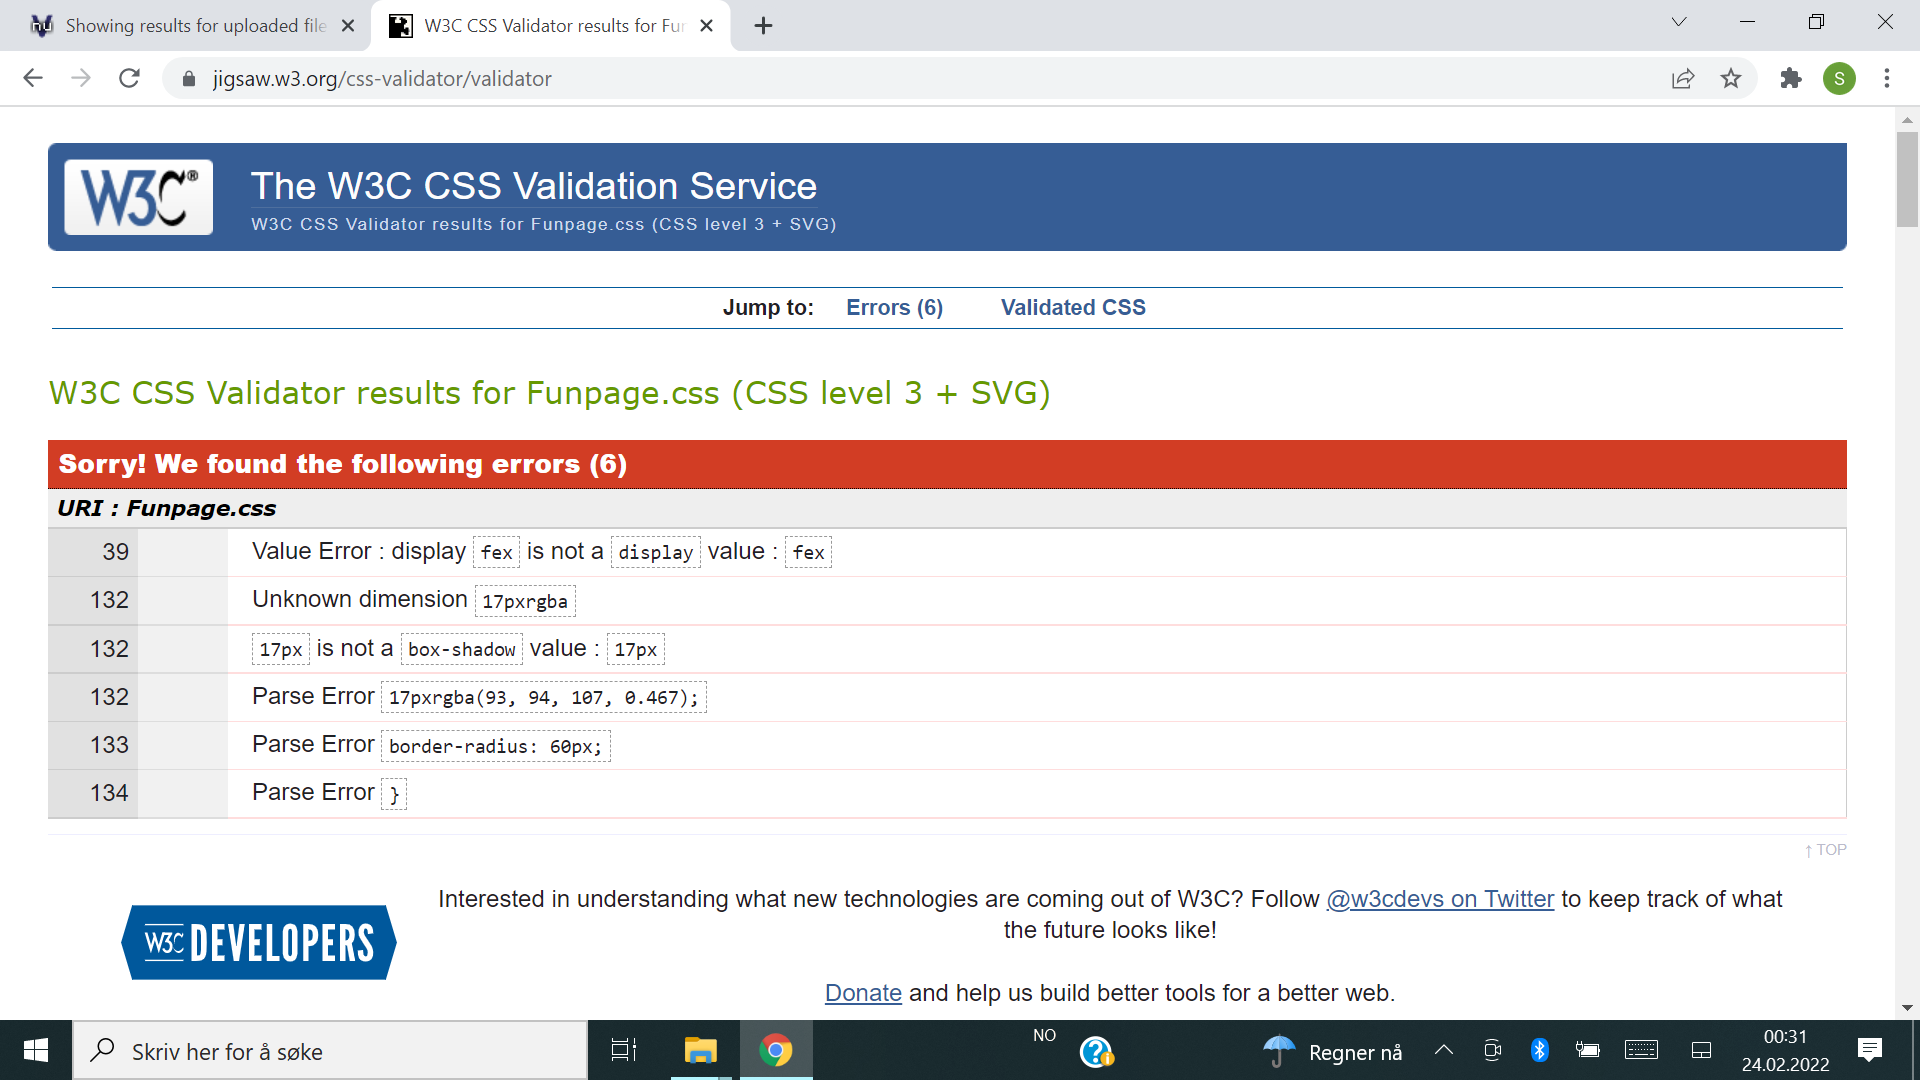 Showing results for uploaded file
W3C CSS Validator results for Fur
jigsaw.w3.org/css-validator/validator
S
W3C®
The W3C CSS Validation Service
W3C CSS Validator results for Funpage.css (CSS level 3 + SVG)
Jump to: Errors (6) Validated CSS
W3C CSS Validator results for Funpage.css (CSS level 3 + SVG)
Sorry! We found the following errors (6)
URI : Funpage.css
39 Value Error : display fex is not a display value : fex
132 Unknown dimension 17pxrgba
132 17px is not a box-shadow value : 17px
132 Parse Error 17pxrgba(93, 94, 107, 0.467);
133 Parse Error border-radius: 60px;
134 Parse Error }
↑ TOP
Interested in understanding what new technologies are coming out of W3C? Follow @w3cdevs on Twitter to keep track of what
the future looks like!
W3C DEVELOPERS
Donate and help us build better tools for a better web.
Skriv her for å søke
NO
Regner nå
00:31
24.02.2022